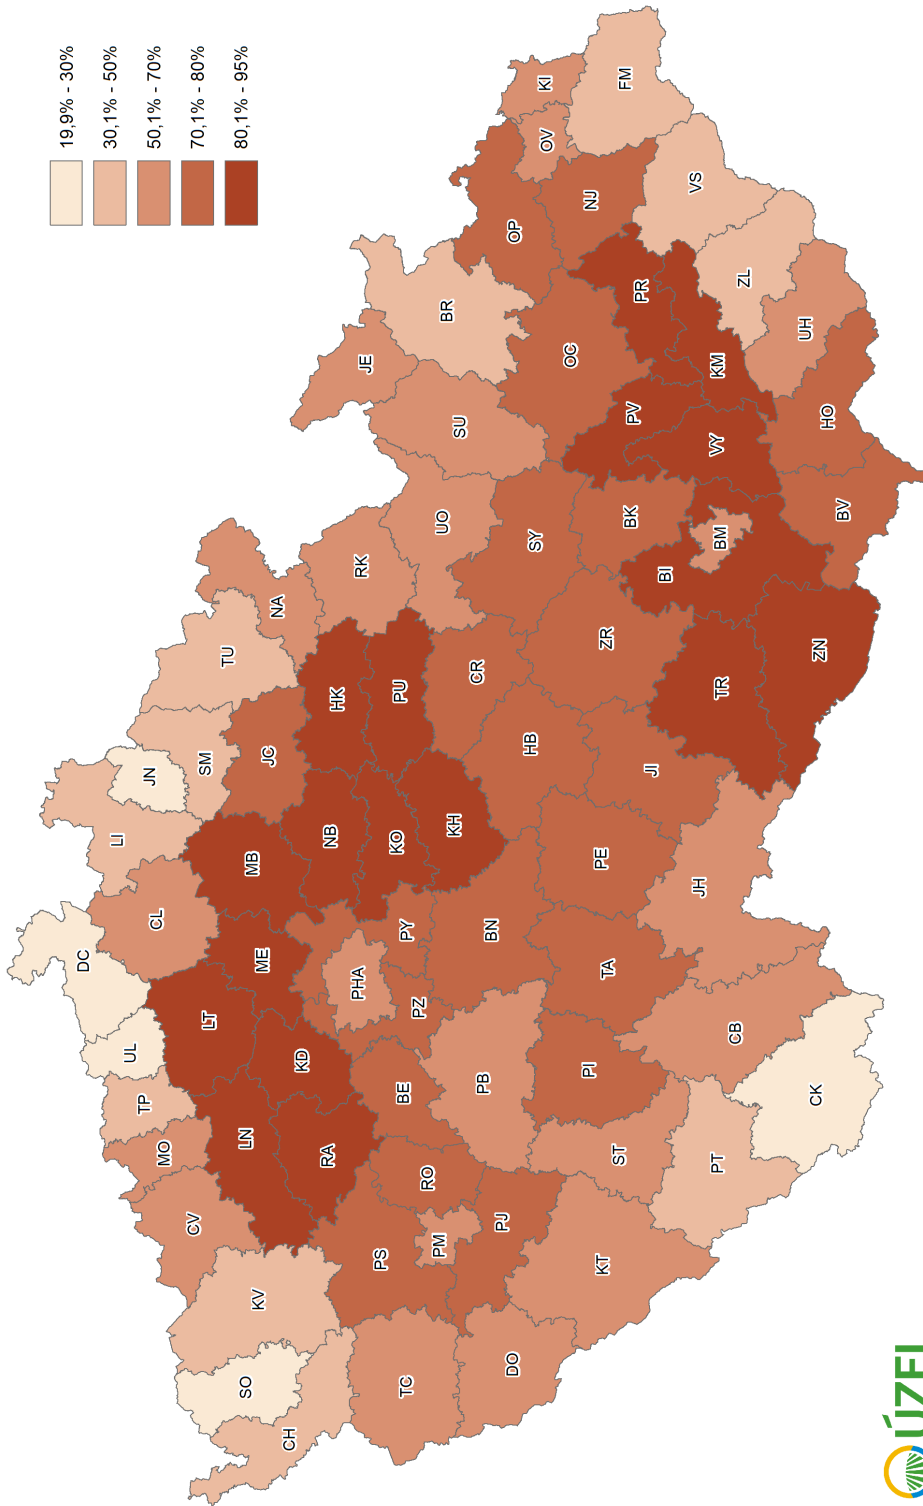 19,9% - 30%
30,1% - 50%
50,1% - 70%
70,1% - 80%
80,1% - 95%
DC
LI
UL
TP
JN
CL
MO
CV
SM
LT
TU
SO
LN
MB
KV
ME
JC
NA
CH
KD
RA
NB
HK
PHA
RK
JE
PS
KO
PU
BE
TC
PY
PZ
RO
PM
UO
BR
KH
SU
CR
PB
BN
PJ
DO
OP
HB
SY
KI
OV
OC
PI
NJ
PE
KT
ZR
TA
ST
FM
BK
PV
PR
JI
BI
VS
JH
PT
VY
KM
BM
TR
CB
ZL
UH
CK
ZN
HO
BV
ÚZEI